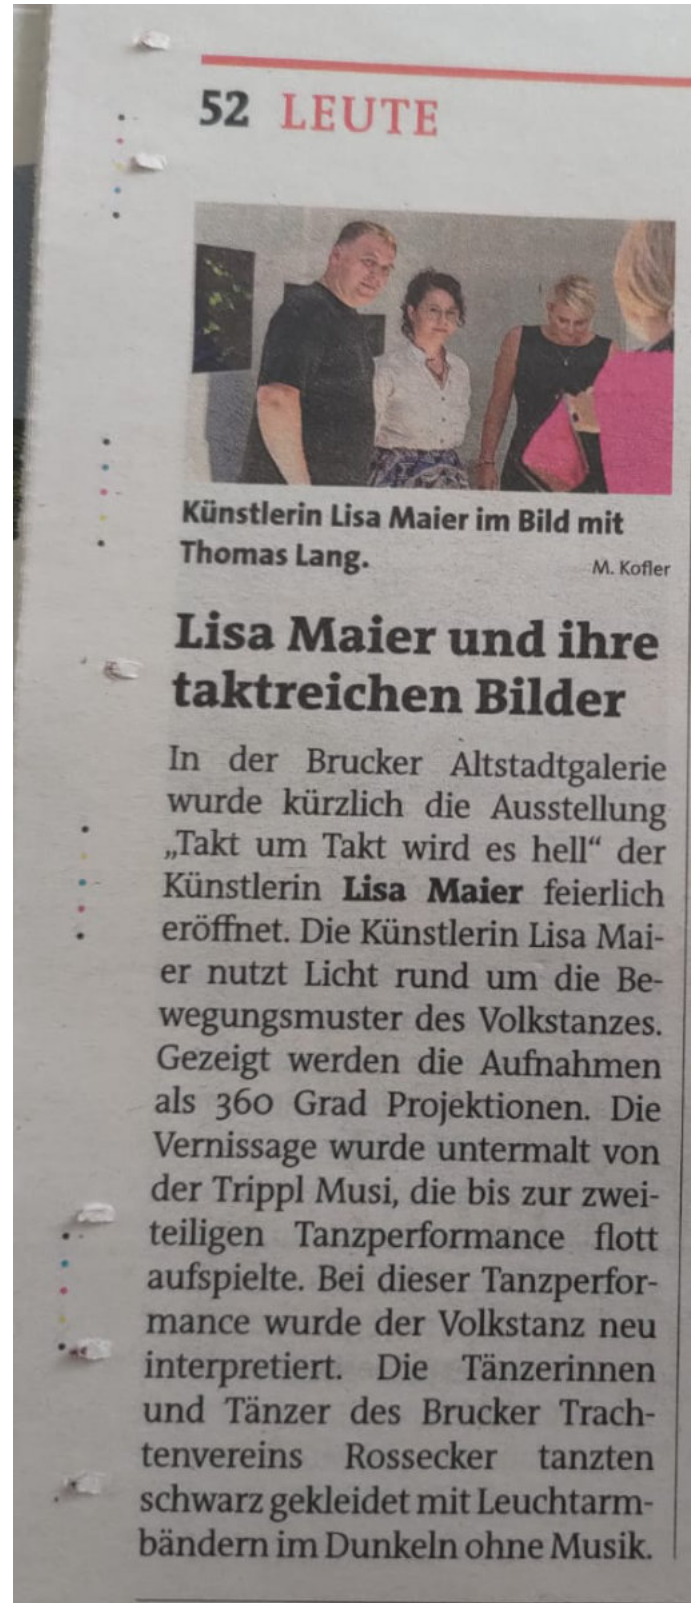 52 LEUTE
Künstlerin Lisa Maier im Bild mit
Thomas Lang. M. Kofler
Lisa Maier und ihre
taktreichen Bilder
In der Brucker Altstadtgalerie
wurde kürzlich die Ausstellung
„Takt um Takt wird es hell“ der
Künstlerin Lisa Maier feierlich
eröffnet. Die Künstlerin Lisa Mai-
er nutzt Licht rund um die Be-
wegungsmuster des Volkstanzes.
Gezeigt werden die Aufnahmen
als 360 Grad Projektionen. Die
Vernissage wurde untermalt von
der Trippl Musi, die bis zur zwei-
teiligen Tanzperformance flott
aufspielte. Bei dieser Tanzperfor-
mance wurde der Volkstanz neu
interpretiert. Die Tänzerinnen
und Tänzer des Brucker Trach-
tenvereins Rossecker tanzten
schwarz gekleidet mit Leuchtarm-
bändern im Dunkeln ohne Musik.